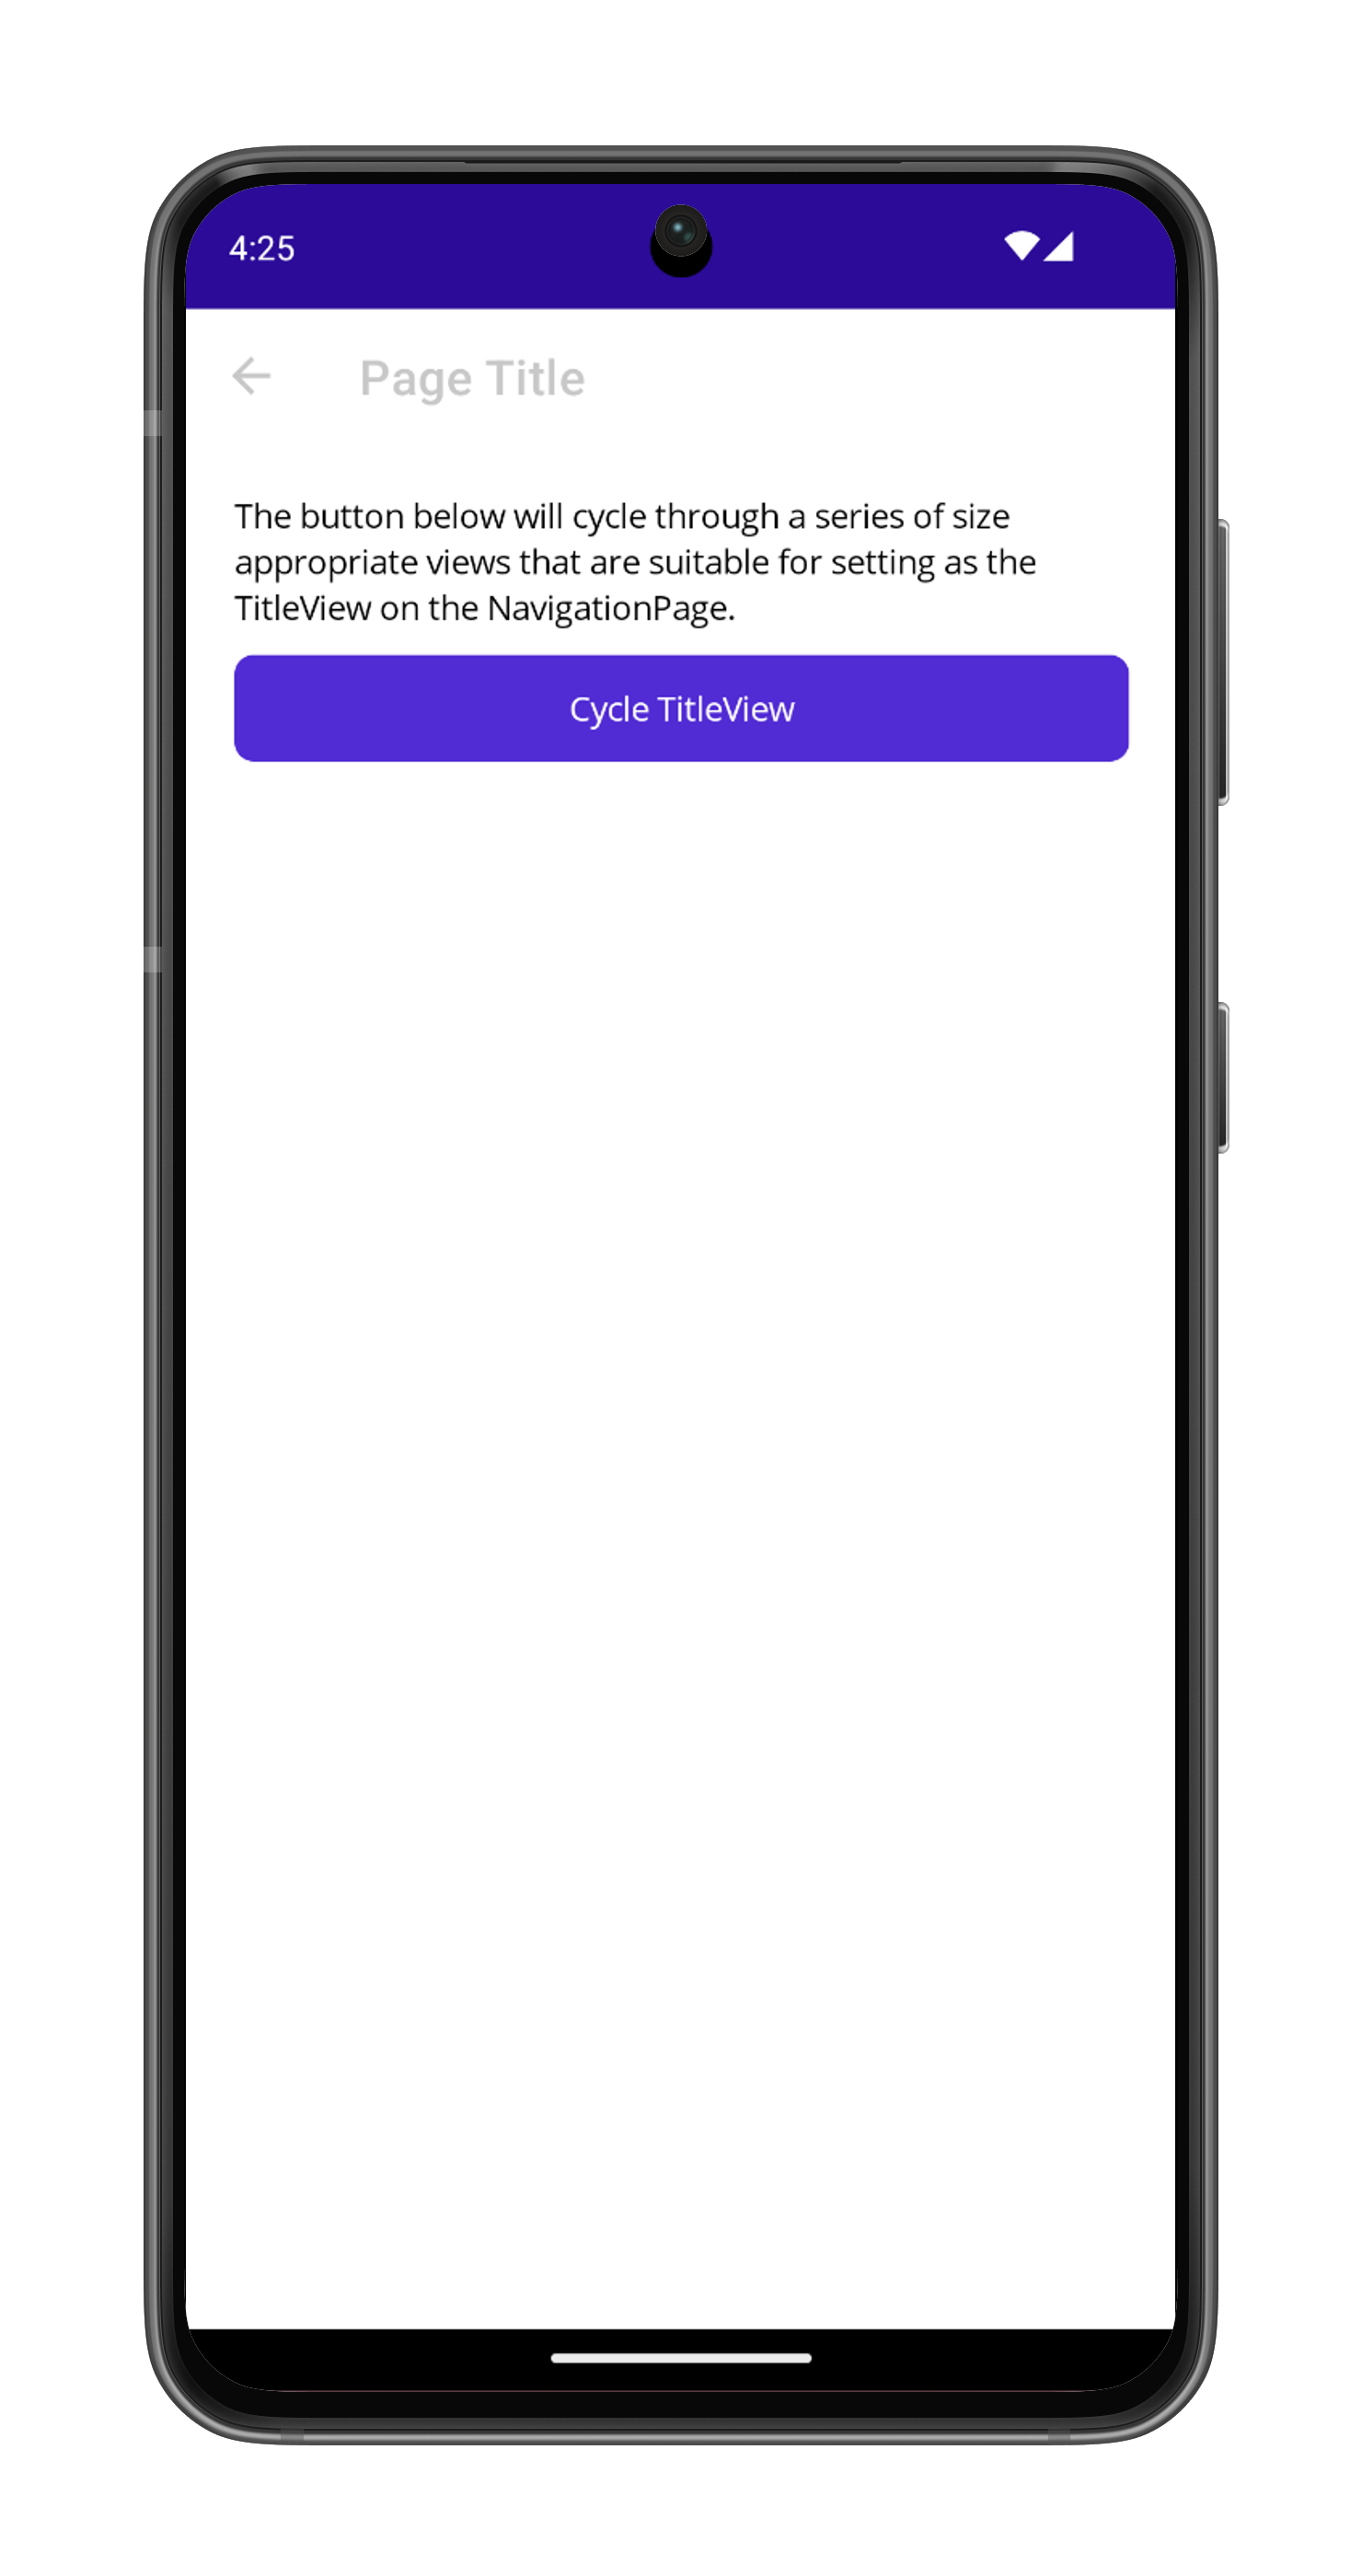 4:25
Page Title
The button below will cycle through a series of size
appropriate views that are suitable for setting as the
TitleView on the NavigationPage.
Cycle TitleView